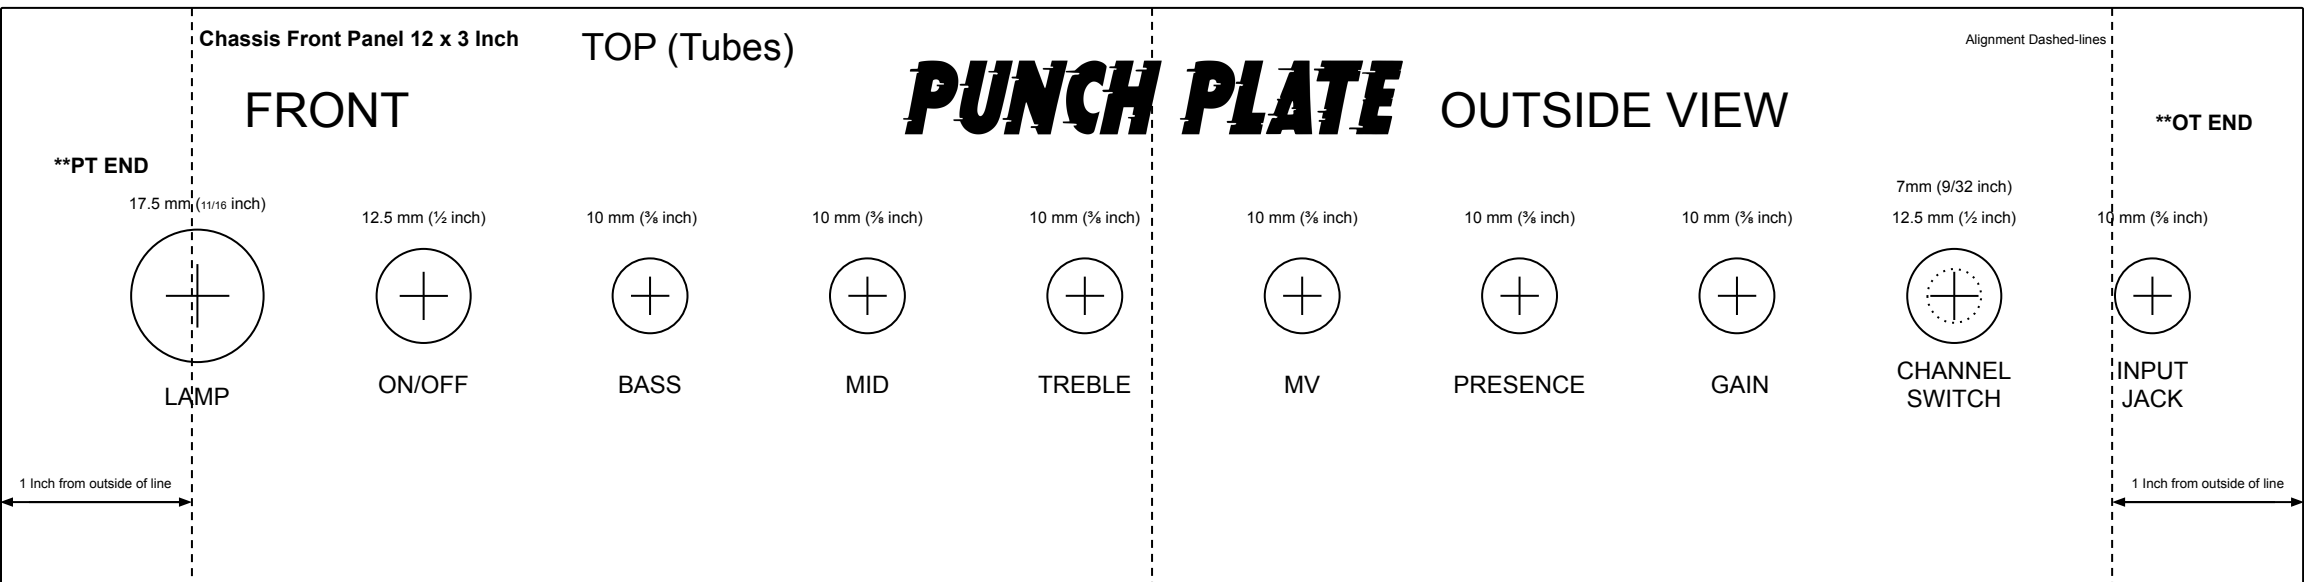 Chassis Front Panel 12 x 3 Inch
TOP (Tubes)
Alignment Dashed-lines
FRONT
PUNCH PLATE
OUTSIDE VIEW
**OT END
**PT END
17.5 mm (11/16 inch)
12.5 mm (½ inch)
10 mm (⅜ inch)
10 mm (⅜ inch)
10 mm (⅜ inch)
10 mm (⅜ inch)
10 mm (⅜ inch)
10 mm (⅜ inch)
7mm (9/32 inch)
12.5 mm (½ inch)
10 mm (⅜ inch)
LAMP
ON/OFF
BASS
MID
TREBLE
MV
PRESENCE
GAIN
CHANNEL
SWITCH
INPUT
JACK
1 Inch from outside of line
1 Inch from outside of line